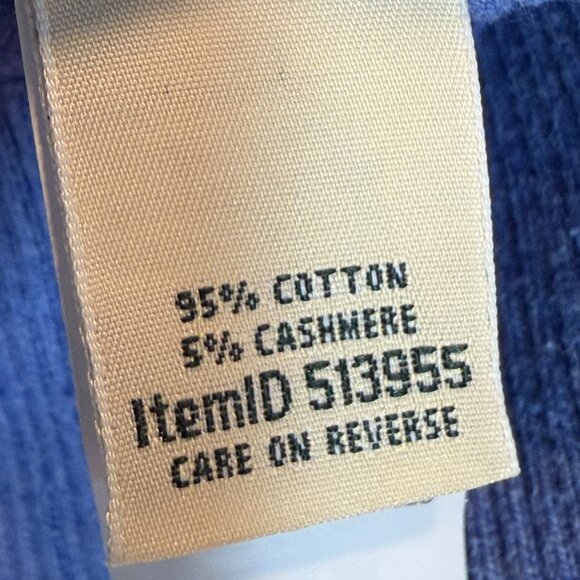 95% COTTON
5% CASHMERE
ItemID 513955
CARE ON REVERSE